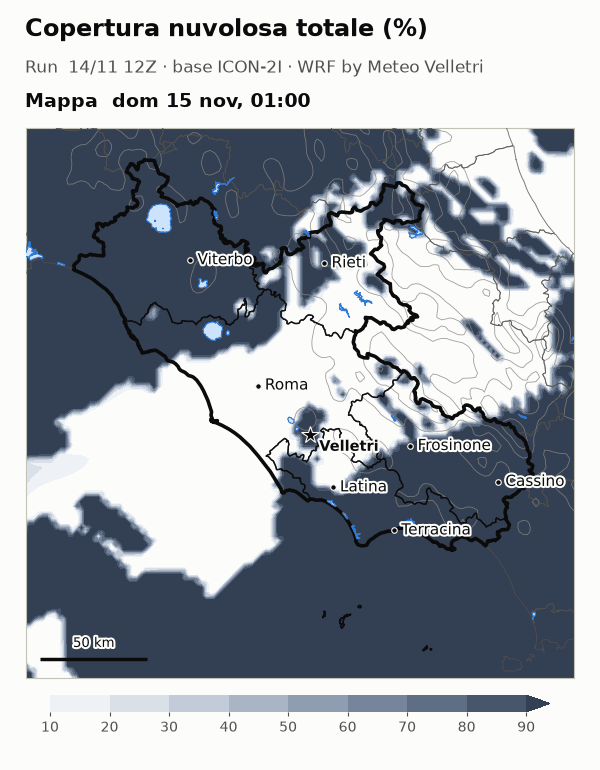 Copertura nuvolosa totale (%)
Run  14/11 12Z · base ICON-2I · WRF by Meteo Velletri
Mappa  dom 15 nov, 01:00
Viterbo
Rieti
Roma
Velletri
Frosinone
Latina
Cassino
Terracina
50 km
10 20 30 40 50 60 70 80 90